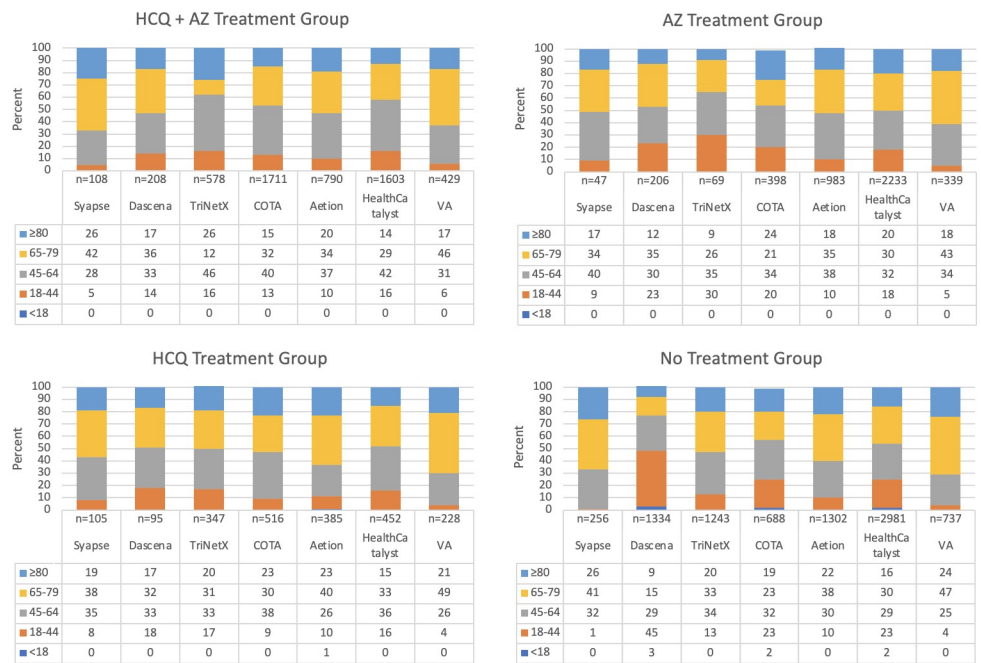 HCQ + AZ Treatment Group
Percent
100
90
80
70
60
50
40
30
20
10
0
n=108 n=208 n=578 n=1711 n=790 n=1603 n=429
Syapse Dascena TriNetX COTA Aetion HealthCa
talyst VA
≥80 26 17 26 15 20 14 17
65-79 42 36 12 32 34 29 46
45-64 28 33 46 40 37 42 31
18-44 5 14 16 13 10 16 6
<18 0 0 0 0 0 0 0
AZ Treatment Group
Percent
100
90
80
70
60
50
40
30
20
10
0
n=47 n=206 n=69 n=398 n=983 n=2233 n=339
Syapse Dascena TriNetX COTA Aetion HealthCa
talyst VA
≥80 17 12 9 24 18 20 18
65-79 34 35 26 21 35 30 43
45-64 40 30 35 34 38 32 34
18-44 9 23 30 20 10 18 5
<18 0 0 0 0 0 0 0
HCQ Treatment Group
Percent
100
90
80
70
60
50
40
30
20
10
0
n=105 n=95 n=347 n=516 n=385 n=452 n=228
Syapse Dascena TriNetX COTA Aetion HealthCa
talyst VA
≥80 19 17 20 23 23 15 21
65-79 38 32 31 30 40 33 49
45-64 35 33 33 38 26 36 26
18-44 8 18 17 9 10 16 4
<18 0 0 0 0 1 0 0
No Treatment Group
Percent
100
90
80
70
60
50
40
30
20
10
0
n=256 n=1334 n=1243 n=688 n=1302 n=2981 n=737
Syapse Dascena TriNetX COTA Aetion HealthCa
talyst VA
≥80 26 9 20 19 22 16 24
65-79 41 15 33 23 38 30 47
45-64 32 29 34 32 30 29 25
18-44 1 45 13 23 10 23 4
<18 0 3 0 2 0 2 0